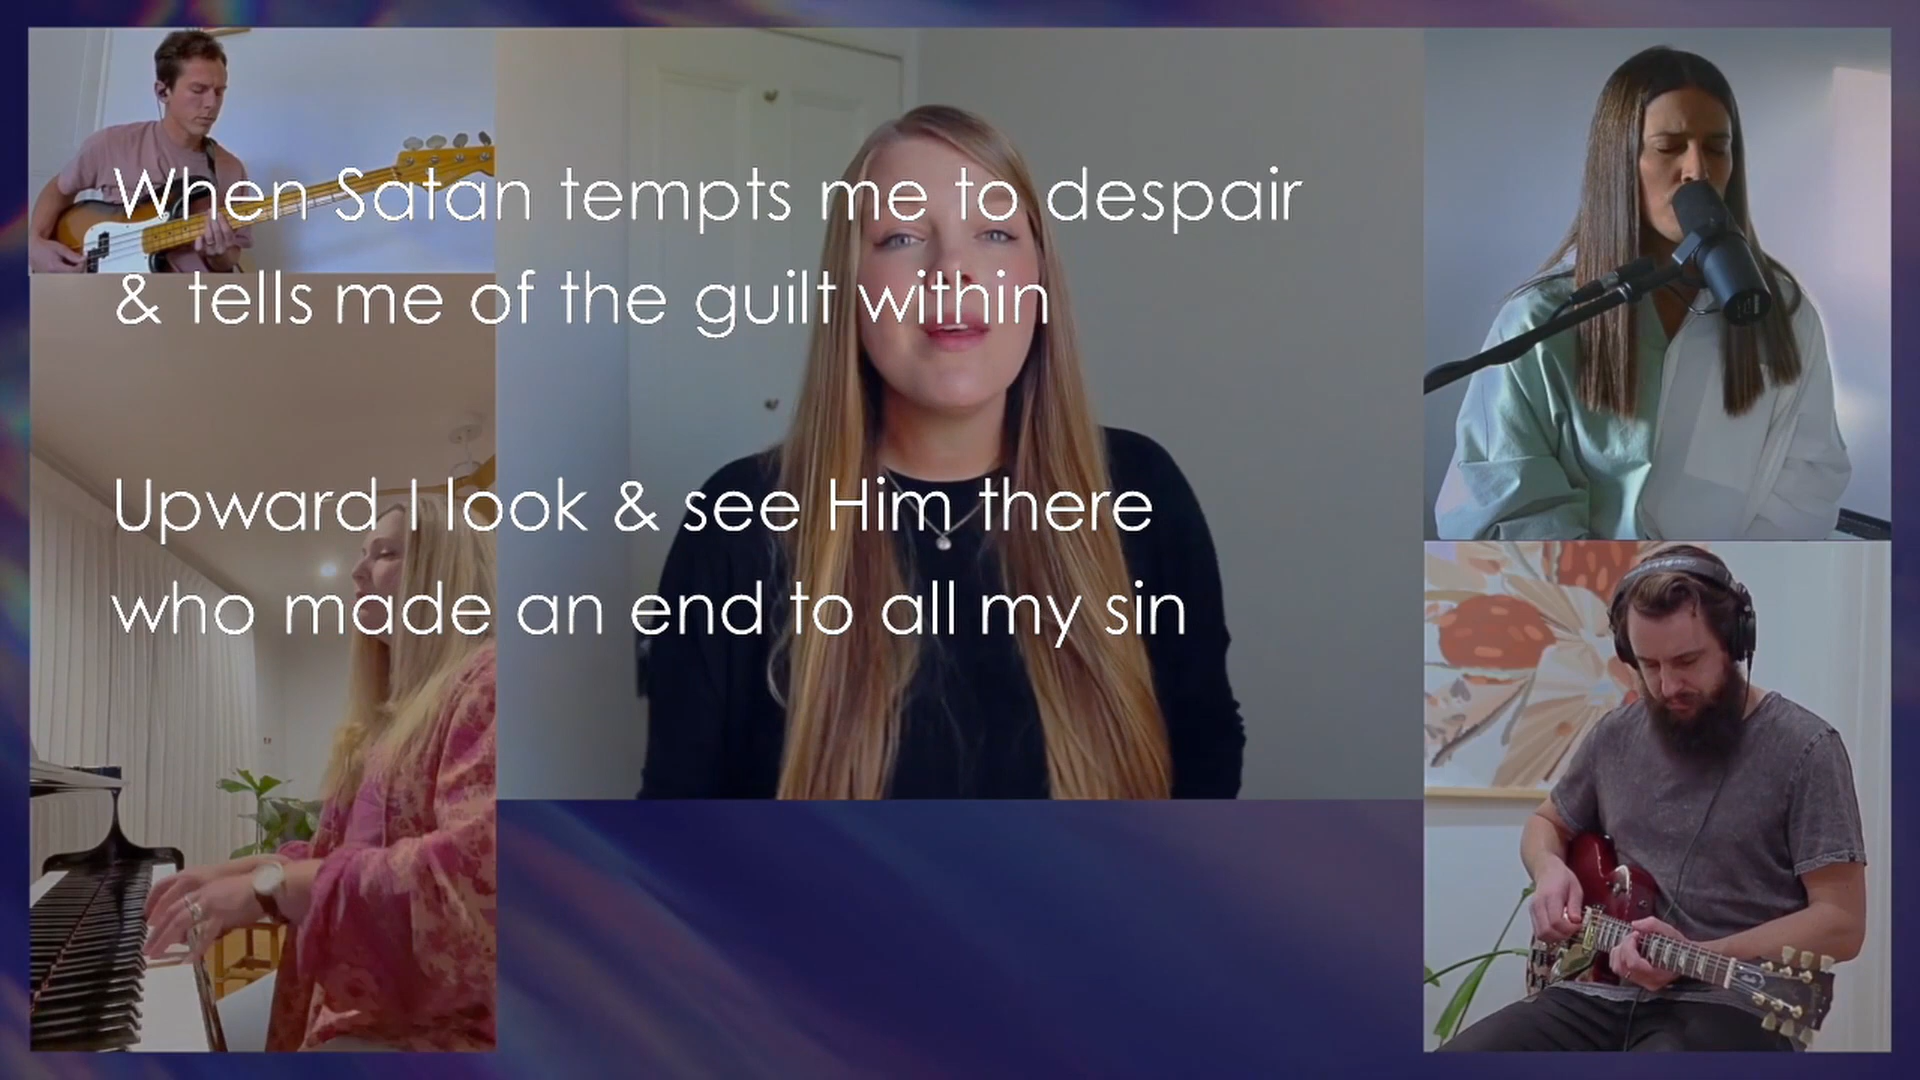 When Satan tempts me to despair
& tells me of the guilt within
Upward I look & see Him there
who made an end to all my sin